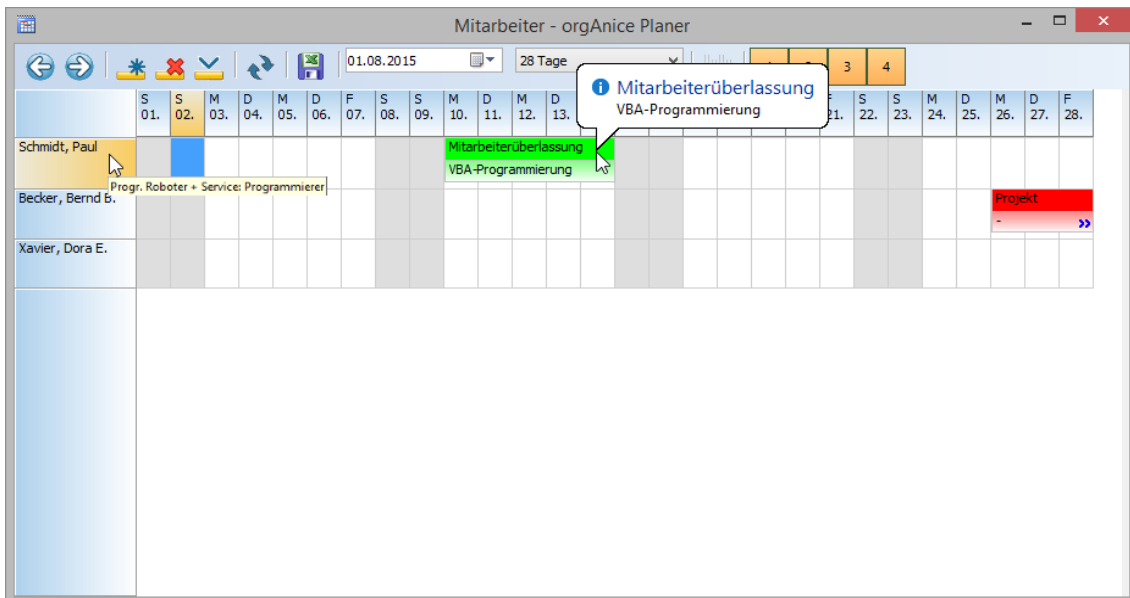 Mitarbeiter - orgAnice Planer
01.08.2015 28 Tage 3 4
Mitarbeiterüberlassung
VBA-Programmierung
S S M D M D F S S M D M D S S M D M D F
01. 02. 03. 04. 05. 06. 07. 08. 09. 10. 11. 12. 13. 21. 22. 23. 24. 25. 26. 27. 28.
Schmidt, Paul
Mitarbeiterüberlassung
VBA-Programmierung
Progr. Roboter + Service: Programmierer
Becker, Bernd B.
Projekt
-
Xavier, Dora E.